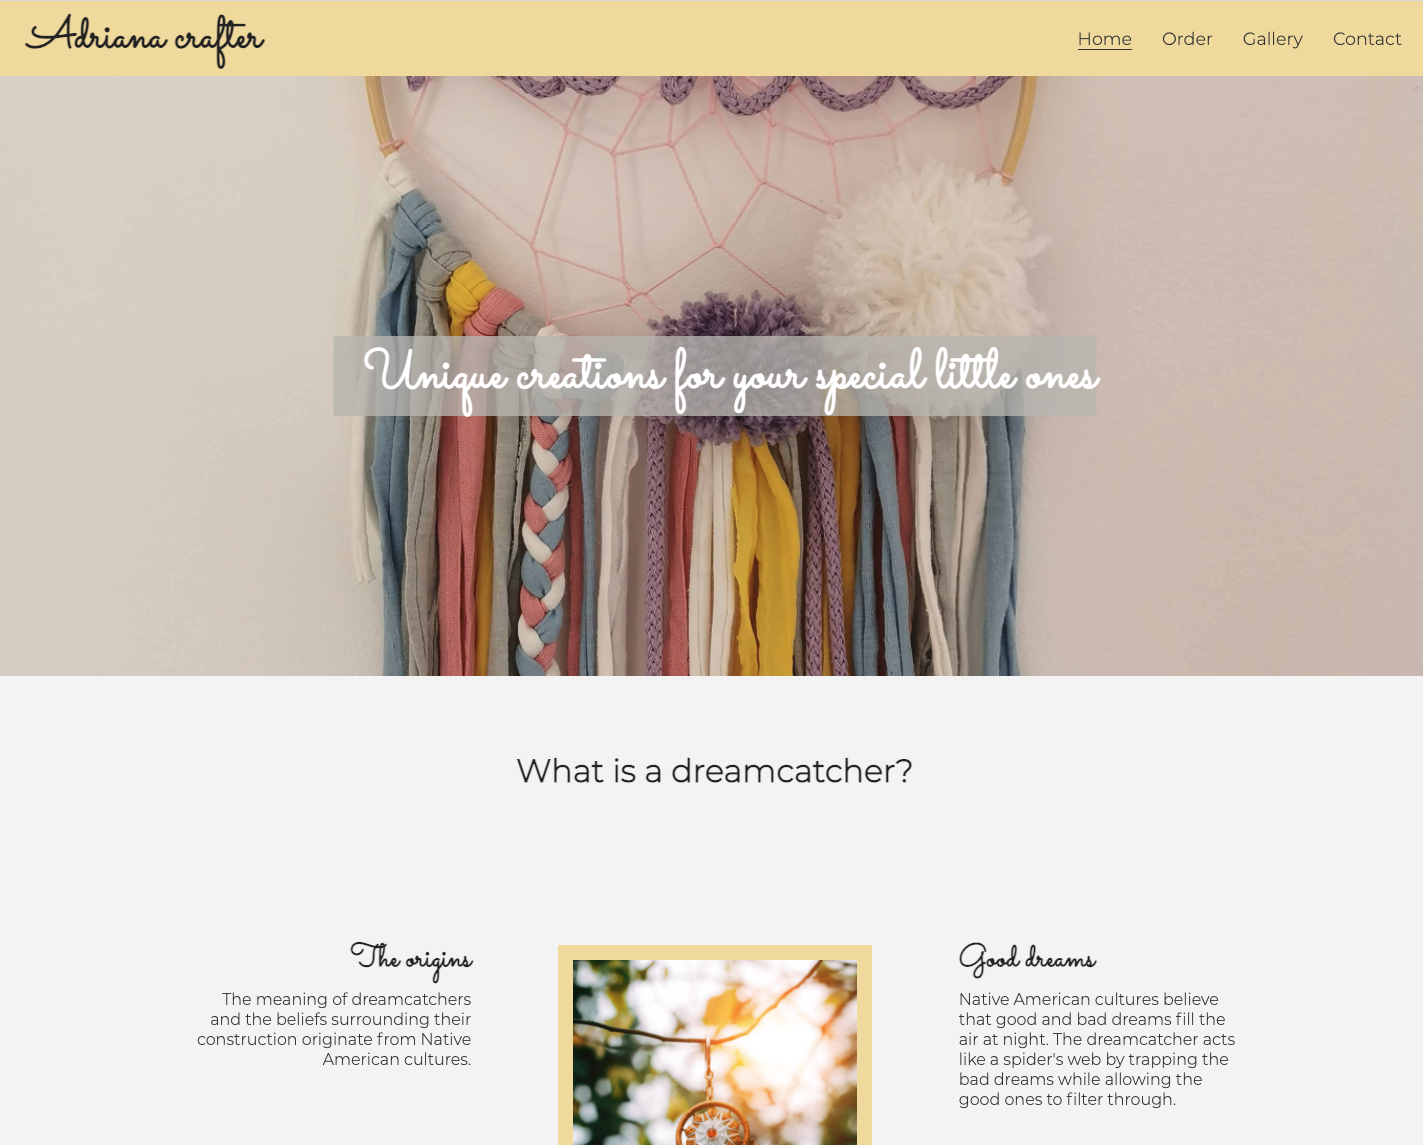 Adriana crafter
Home Order Gallery Contact
Unique creations for your special little ones
What is a dreamcatcher?
The origins
The meaning of dreamcatchers
and the beliefs surrounding their
construction originate from Native
American cultures.
Good dreams
Native American cultures believe
that good and bad dreams fill the
air at night. The dreamcatcher acts
like a spider's web by trapping the
bad dreams while allowing the
good ones to filter through.